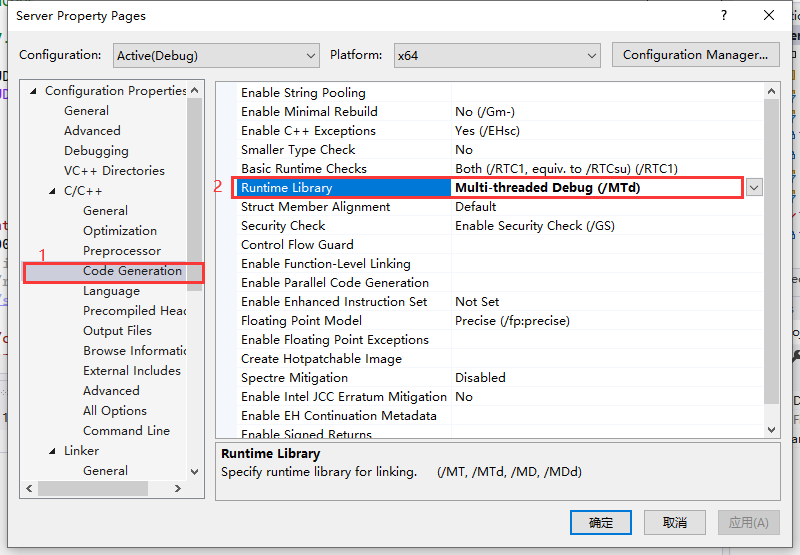 Server Property Pages
?
Configuration: Active(Debug) Platform: x64 Configuration Manager...
Configuration Properties
General
Advanced
Debugging
VC++ Directories
C/C++
General
Optimization
Preprocessor
1
Code Generation
Language
Precompiled Head
Output Files
Browse Informatio
External Includes
Advanced
All Options
Command Line
Linker
General
Enable String Pooling
Enable Minimal Rebuild No (/Gm-)
Enable C++ Exceptions Yes (/EHsc)
Smaller Type Check No
Basic Runtime Checks Both (/RTC1, equiv. to /RTCsu) (/RTC1)
2 Runtime Library Multi-threaded Debug (/MTd)
Struct Member Alignment Default
Security Check Enable Security Check (/GS)
Control Flow Guard
Enable Function-Level Linking
Enable Parallel Code Generation
Enable Enhanced Instruction Set Not Set
Floating Point Model Precise (/fp:precise)
Enable Floating Point Exceptions
Create Hotpatchable Image
Spectre Mitigation Disabled
Enable Intel JCC Erratum Mitigation No
Enable EH Continuation Metadata
Enable Signed Returns
Runtime Library
Specify runtime library for linking. (/MT, /MTd, /MD, /MDd)
确定 取消 应用(A)